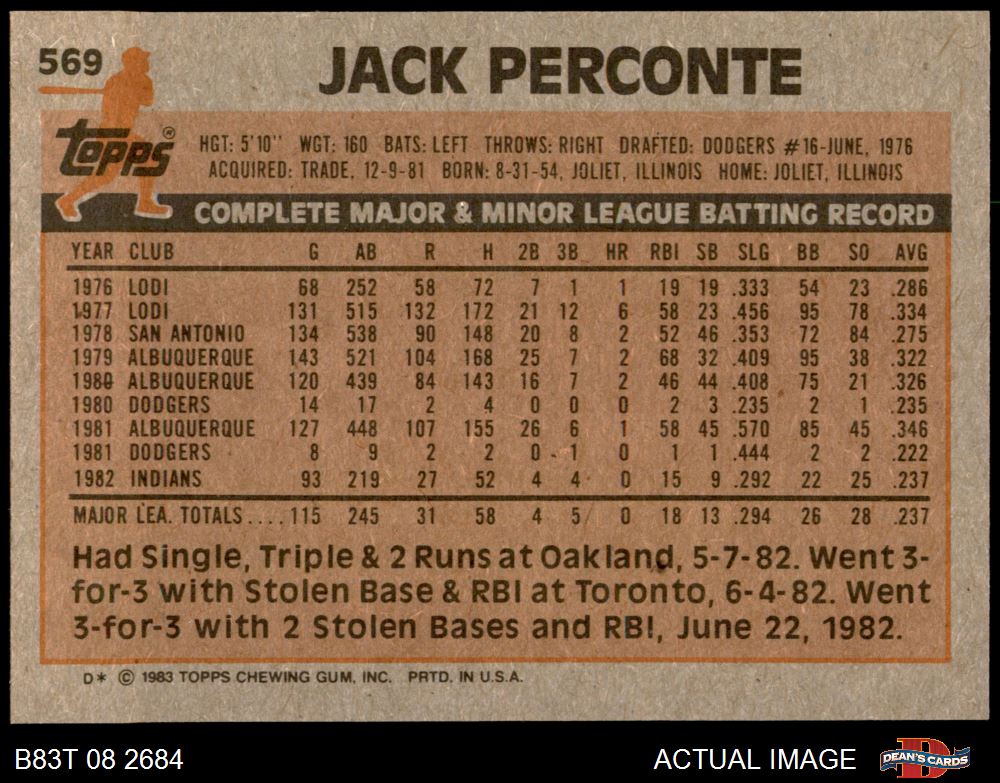 569
JACK PERCONTE
Topps®
HGT: 5'10" WGT: 160 BATS: LEFT THROWS: RIGHT DRAFTED: DODGERS #16-JUNE, 1976
ACQUIRED: TRADE, 12-9-81 BORN: 8-31-54, JOLIET, ILLINOIS HOME: JOLIET, ILLINOIS
COMPLETE MAJOR & MINOR LEAGUE BATTING RECORD
YEAR CLUB G AB R H 2B 3B HR RBI SB SLG BB SO AVG
1976 LODI 68 252 58 72 7 1 1 19 19 .333 54 23 .286
1977 LODI 131 515 132 172 21 12 6 58 23 .456 95 78 .334
1978 SAN ANTONIO 134 538 90 148 20 8 2 52 46 .353 72 84 .275
1979 ALBUQUERQUE 143 521 104 168 25 7 2 68 32 .409 95 38 .322
1980 ALBUQUERQUE 120 439 84 143 16 7 2 46 44 .408 75 21 .326
1980 DODGERS 14 17 2 4 0 0 0 2 3 .235 2 1 .235
1981 ALBUQUERQUE 127 448 107 155 26 6 1 58 45 .570 85 45 .346
1981 DODGERS 8 9 2 2 0 1 0 1 1 .444 2 2 .222
1982 INDIANS 93 219 27 52 4 4 0 15 9 .292 22 25 .237
MAJOR LEA. TOTALS.... 115 245 31 58 4 5 0 18 13 .294 26 28 .237
Had Single, Triple & 2 Runs at Oakland, 5-7-82. Went 3-
for-3 with Stolen Base & RBI at Toronto, 6-4-82. Went
3-for-3 with 2 Stolen Bases and RBI, June 22, 1982.
D* © 1983 TOPPS CHEWING GUM, INC. PRTD. IN U.S.A.
B83T 08 2684 ACTUAL IMAGE DEAN'S CARDS